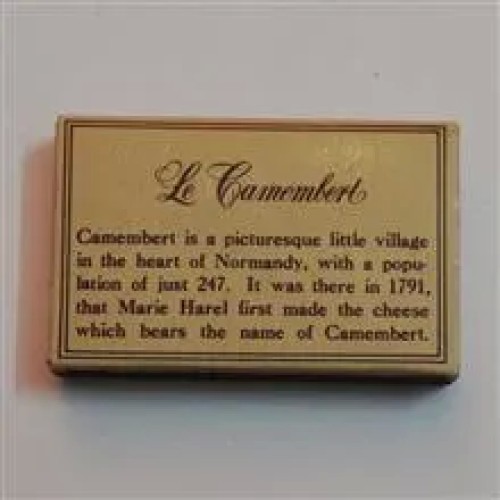 Le Camembert
Camembert is a picturesque little village
in the heart of Normandy, with a popu-
lation of just 247. It was there in 1791,
that Marie Harel first made the cheese
which bears the name of Camembert.